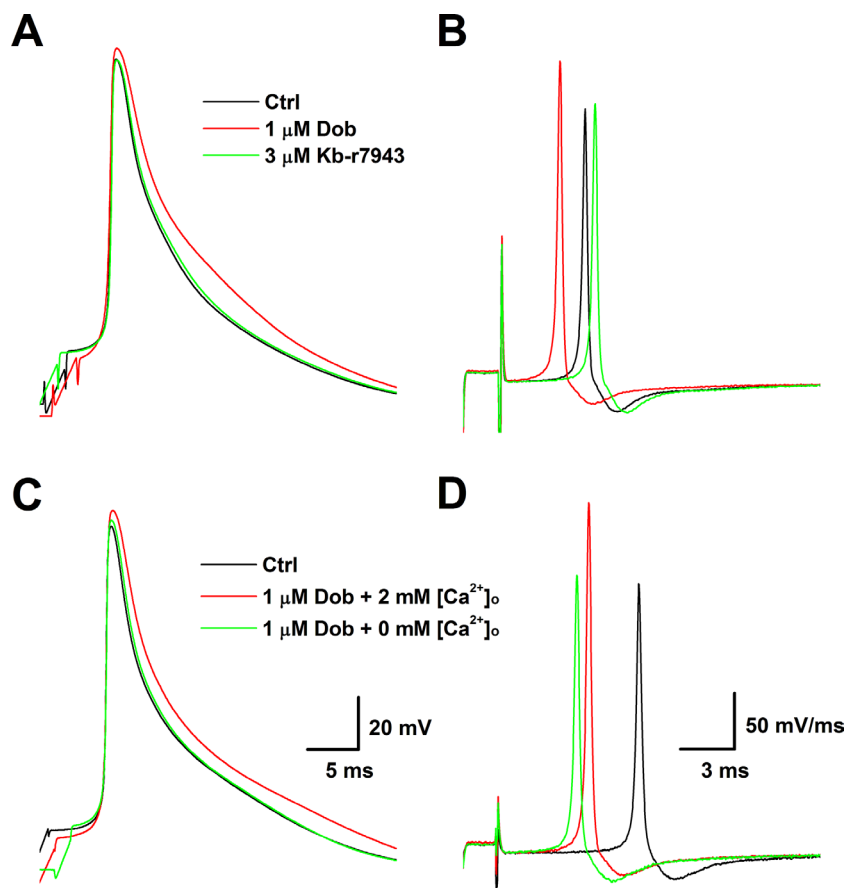 A
B
Ctrl
1 μM Dob
3 μM Kb-r7943
C
D
Ctrl
1 μM Dob + 2 mM [Ca²⁺]o
1 μM Dob + 0 mM [Ca²⁺]o
20 mV
5 ms
50 mV/ms
3 ms